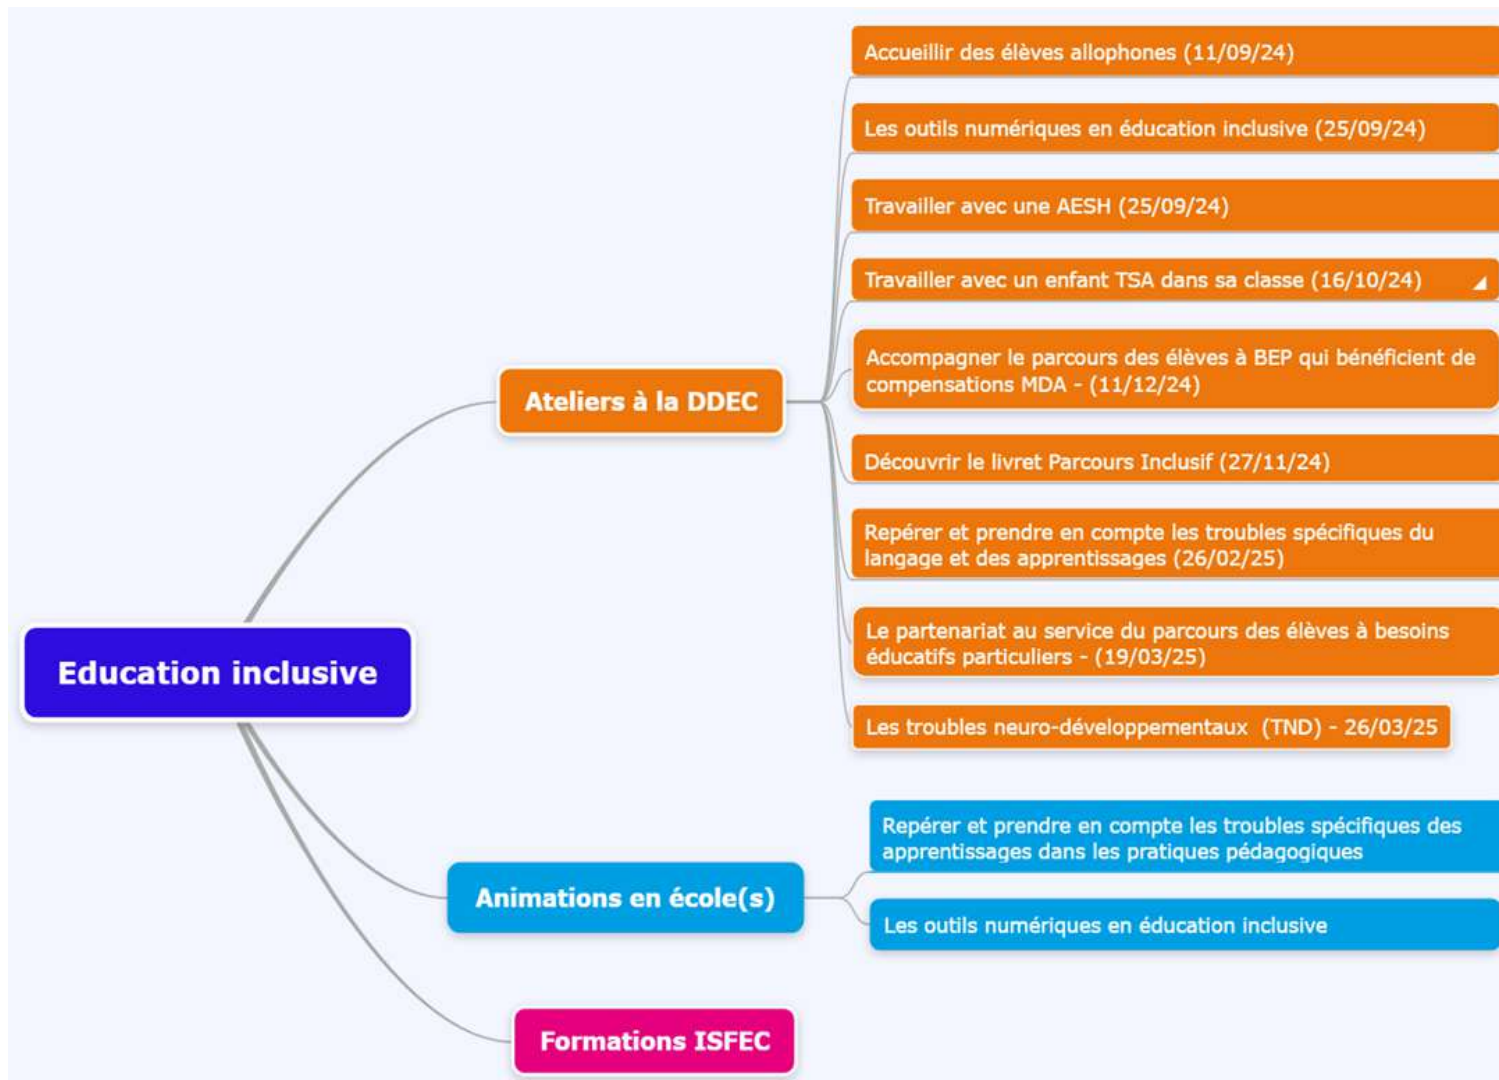 Education inclusive
Ateliers à la DDEC
Accueillir des élèves allophones (11/09/24)
Les outils numériques en éducation inclusive (25/09/24)
Travailler avec une AESH (25/09/24)
Travailler avec un enfant TSA dans sa classe (16/10/24)
Accompagner le parcours des élèves à BEP qui bénéficient de
compensations MDA - (11/12/24)
Découvrir le livret Parcours Inclusif (27/11/24)
Repérer et prendre en compte les troubles spécifiques du
langage et des apprentissages (26/02/25)
Le partenariat au service du parcours des élèves à besoins
éducatifs particuliers - (19/03/25)
Les troubles neuro-développementaux  (TND) - 26/03/25
Animations en école(s)
Repérer et prendre en compte les troubles spécifiques des
apprentissages dans les pratiques pédagogiques
Les outils numériques en éducation inclusive
Formations ISFEC